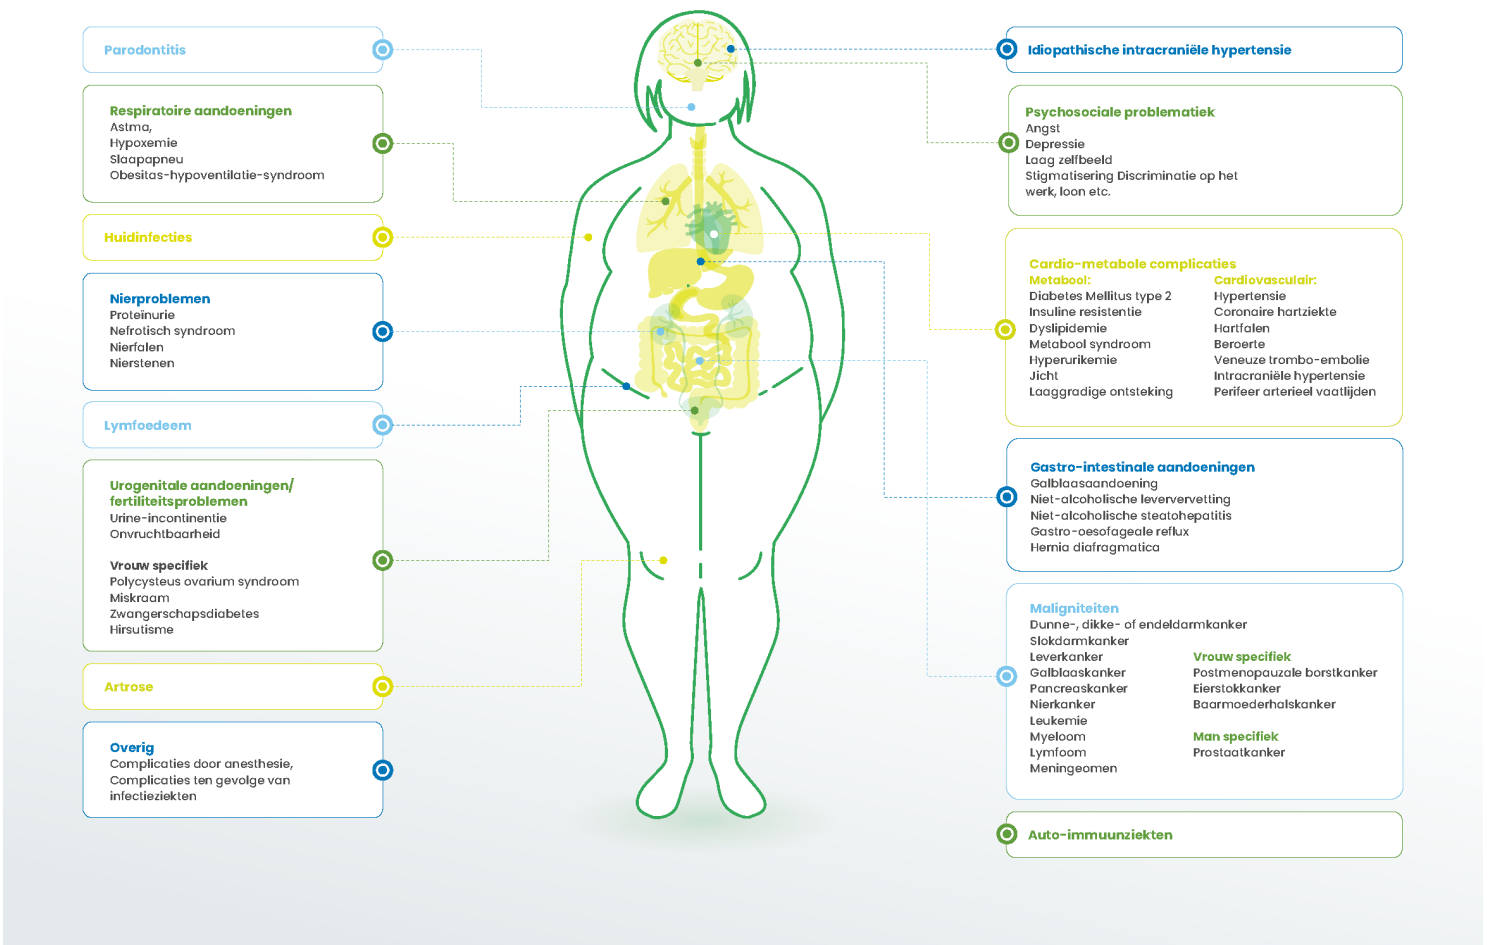 Parodontitis
Respiratoire aandoeningen
Astma,
Hypoxemie
Slaapapneu
Obesitas-hypoventilatie-syndroom
Huidinfecties
Nierproblemen
Proteïnurie
Nefrotisch syndroom
Nierfalen
Nierstenen
Lymfoedeem
Urogenitale aandoeningen/
fertiliteitsproblemen
Urine-incontinentie
Onvruchtbaarheid
Vrouw specifiek
Polycysteus ovarium syndroom
Miskraam
Zwangerschapsdiabetes
Hirsutisme
Artrose
Overig
Complicaties door anesthesie,
Complicaties ten gevolge van
infectieziekten
Idiopathische intracraniële hypertensie
Psychosociale problematiek
Angst
Depressie
Laag zelfbeeld
Stigmatisering Discriminatie op het
werk, loon etc.
Cardio-metabole complicaties
Metabool:
Diabetes Mellitus type 2
Insuline resistentie
Dyslipidemie
Metabool syndroom
Hyperurikemie
Jicht
Laaggradige ontsteking
Cardiovasculair:
Hypertensie
Coronaire hartziekte
Hartfalen
Beroerte
Veneuze trombo-embolie
Intracraniële hypertensie
Perifeer arterieel vaatlijden
Gastro-intestinale aandoeningen
Galblaasaandoening
Niet-alcoholische leververvetting
Niet-alcoholische steatohepatitis
Gastro-oesofageale reflux
Hernia diafragmatica
Maligniteiten
Dunne-, dikke- of endeldarmkanker
Slokdarmkanker
Leverkanker
Galblaaskanker
Pancreaskanker
Nierkanker
Leukemie
Myeloom
Lymfoom
Meningeomen
Vrouw specifiek
Postmenopauzale borstkanker
Eierstokkanker
Baarmoederhalskanker
Man specifiek
Prostaatkanker
Auto-immuunziekten